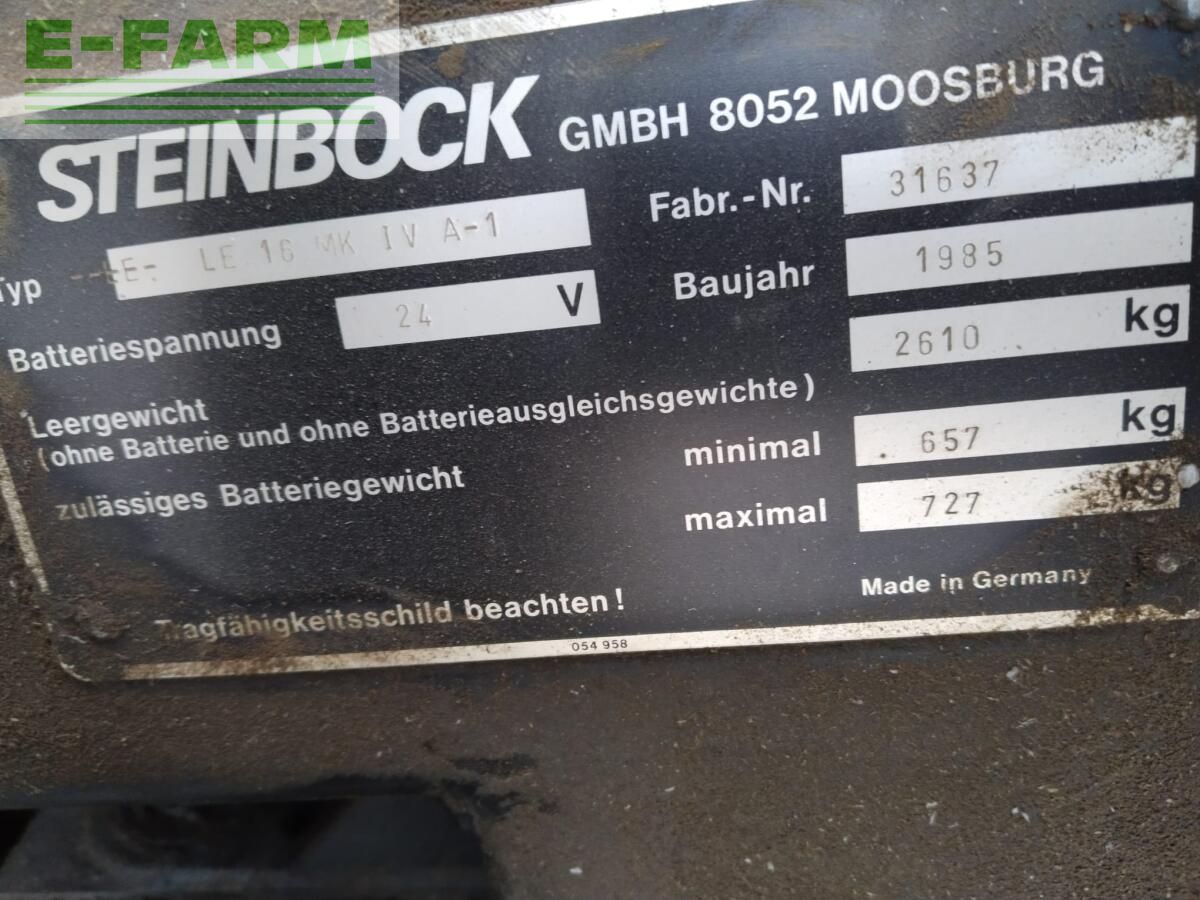 E-FARM
STEINBOCK GMBH 8052 MOOSBURG
Typ E- LE 16 MK IV A-1 Fabr.-Nr. 31637
Batteriespannung 24 V Baujahr 1985
Leergewicht 2610 kg
(ohne Batterie und ohne Batterieausgleichsgewichte)
zulässiges Batteriegewicht minimal 657 kg
maximal 727 kg
Tragfähigkeitsschild beachten! Made in Germany
054 958